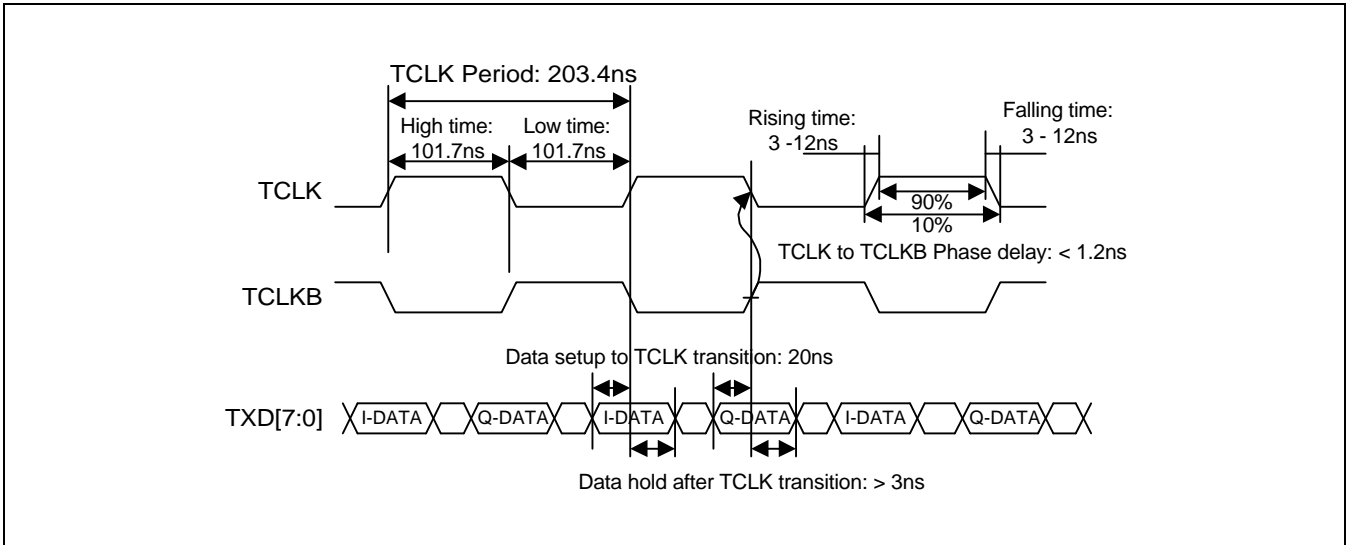 TCLK Period: 203.4ns
High time:
101.7ns
Low time:
101.7ns
Rising time:
3 -12ns
Falling time:
3 - 12ns
TCLK
90%
10%
TCLK to TCLKB Phase delay: < 1.2ns
TCLKB
Data setup to TCLK transition: 20ns
TXD[7:0]
I-DATA
Q-DATA
I-DATA
Q-DATA
I-DATA
Q-DATA
Data hold after TCLK transition: > 3ns